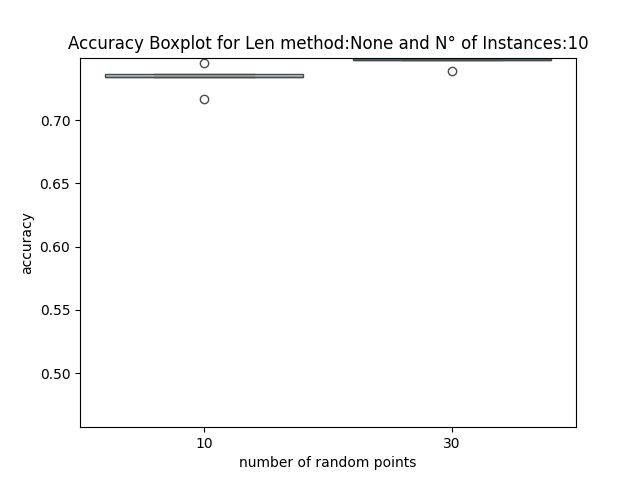 Accuracy Boxplot for Len method:None and N° of Instances:10
0.70
0.65
0.60
0.55
0.50
accuracy
10
30
number of random points